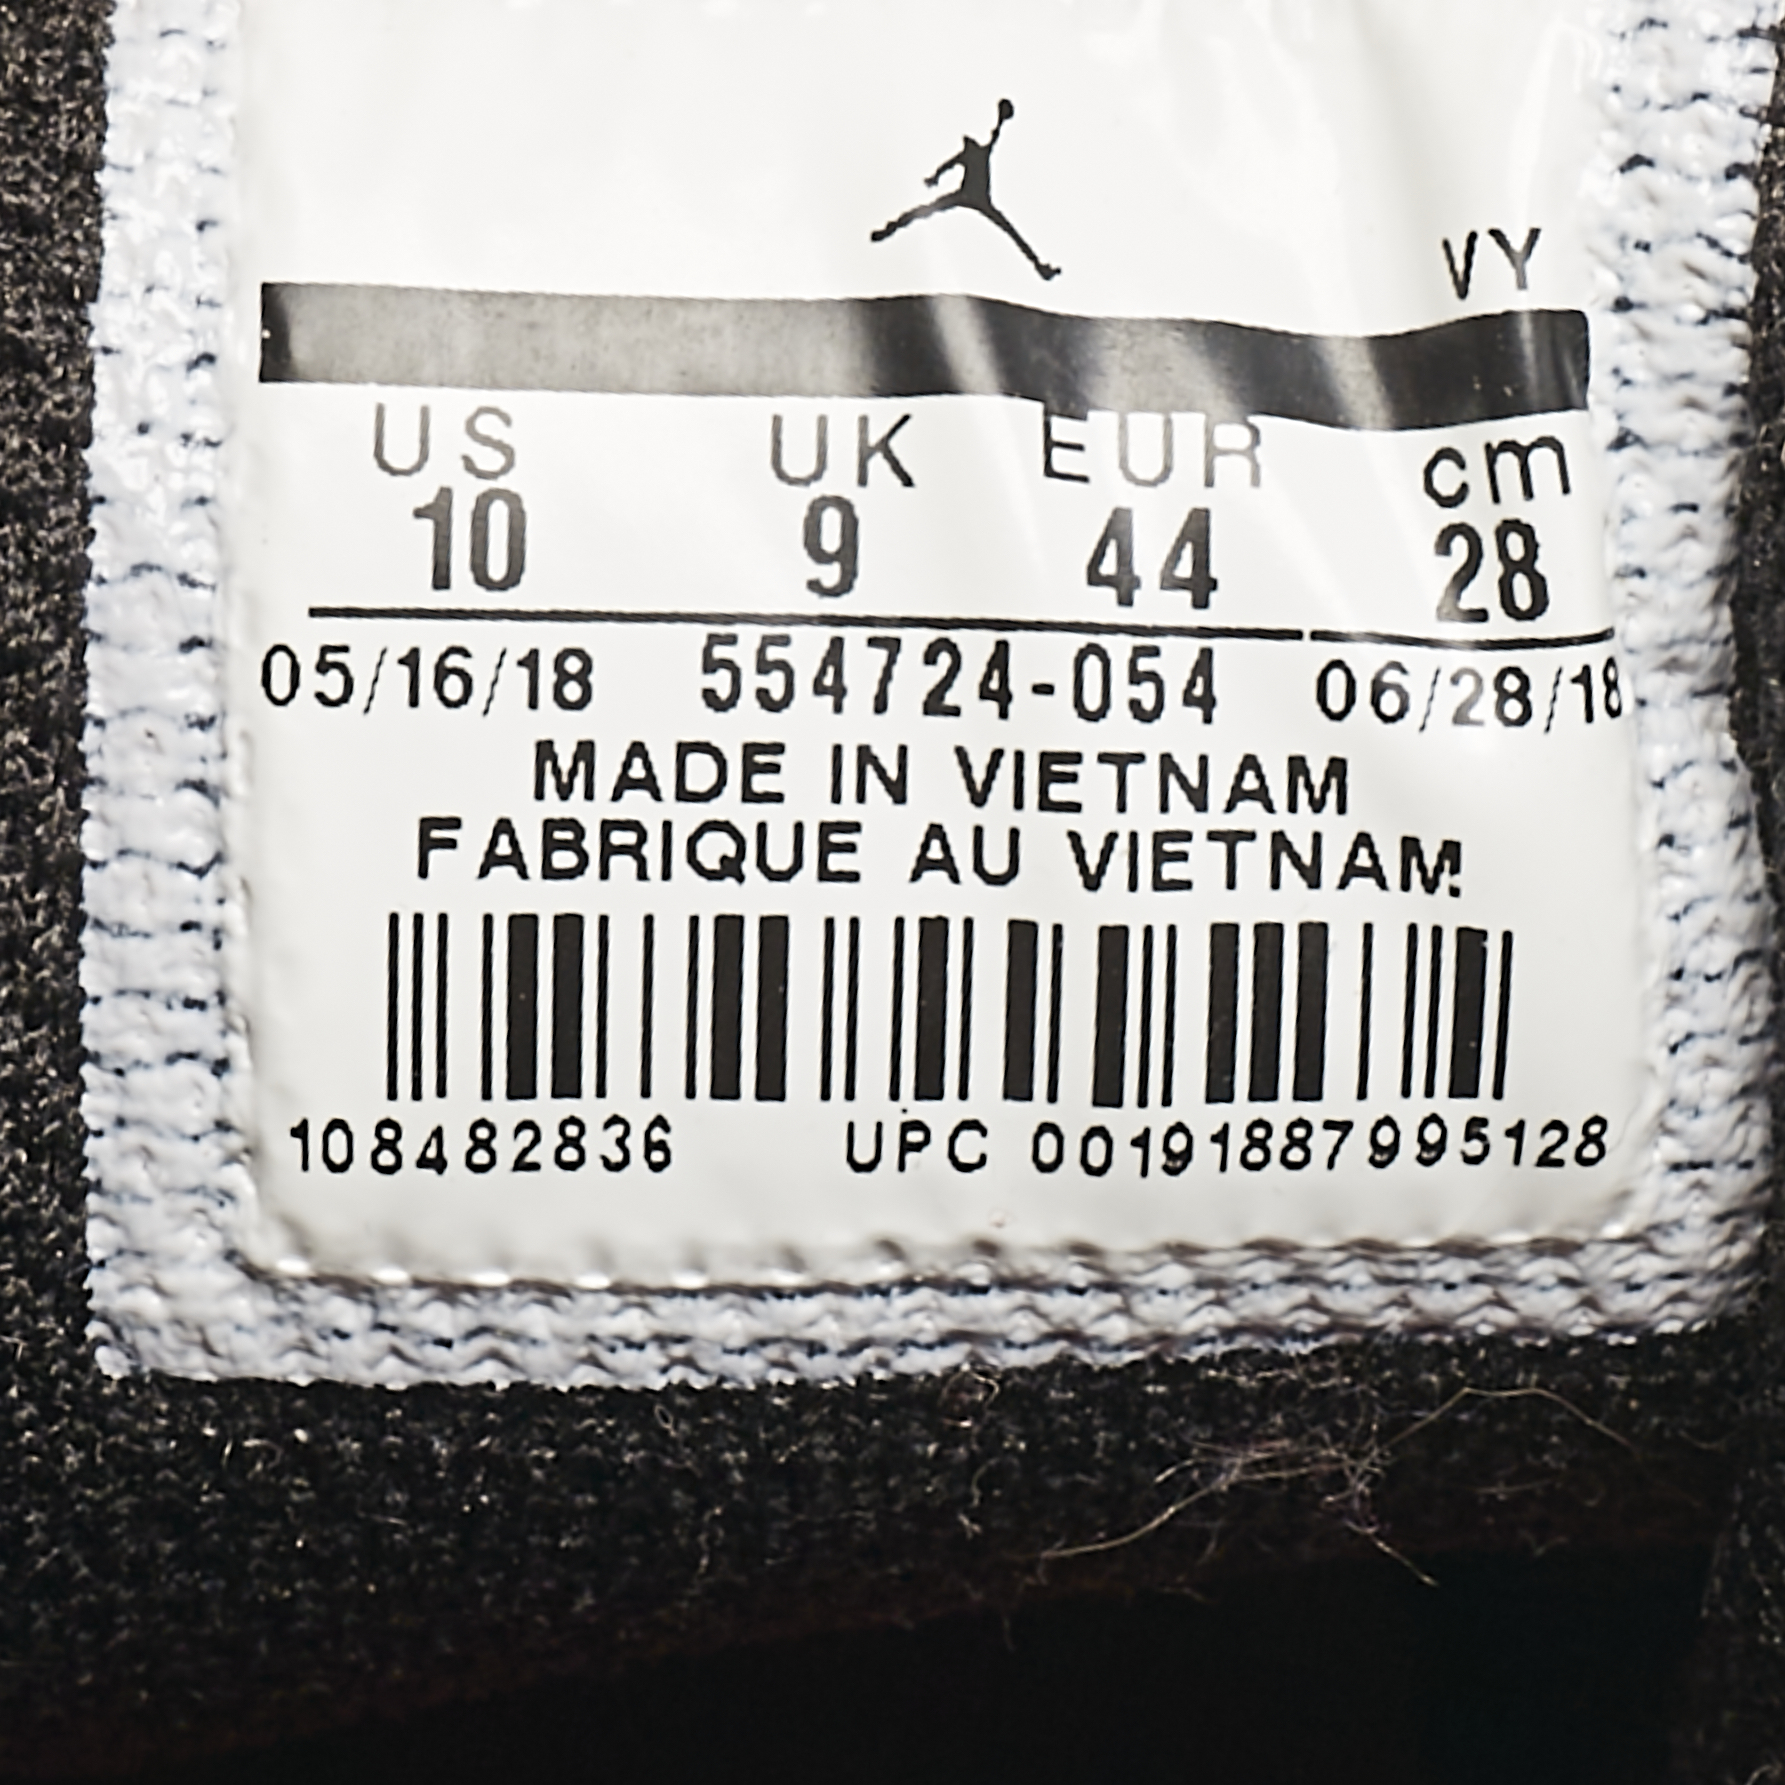 VY
US UK EUR cm
10 9 44 28
05/16/18 554724-054 06/28/18
MADE IN VIETNAM
FABRIQUE AU VIETNAM
108482836 UPC 00191887995128